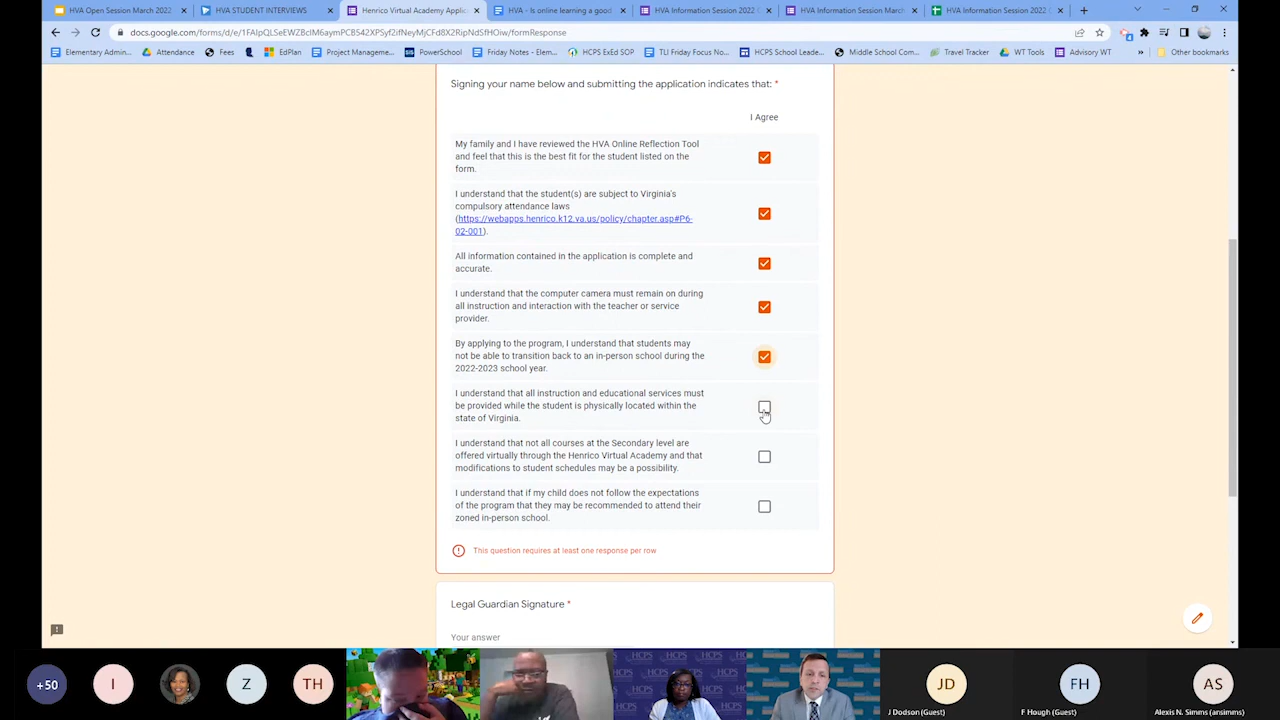 HVA Open Session March 2022
HVA STUDENT INTERVIEWS
Henrico Virtual Academy Applic
HVA - Is online learning a good
HVA Information Session 2022 C
HVA Information Session March
HVA Information Session 2022
docs.google.com/forms/d/e/1FAIpQLSeEWZBclM6aymPCBS42XPSyf2ifNeyMjCFd8X2RipNdSfHOiw/formResponse
Elementary Admin...
Attendance
Fees
EdPlan
Project Manageme...
PowerSchool
Friday Notes - Elem...
HCPS ExEd SOP
TLI Friday Focus No...
HCPS School Leade...
Middle School Com...
Travel Tracker
WT Tools
Advisory WT
»
Other bookmarks
Signing your name below and submitting the application indicates that: *
I Agree
My family and I have reviewed the HVA Online Reflection Tool
and feel that this is the best fit for the student listed on the
form.
I understand that the student(s) are subject to Virginia's
compulsory attendance laws
(https://webapps.henrico.k12.va.us/policy/chapter.asp#P6-
02-001).
All information contained in the application is complete and
accurate.
I understand that the computer camera must remain on during
all instruction and interaction with the teacher or service
provider.
By applying to the program, I understand that students may
not be able to transition back to an in-person school during the
2022-2023 school year.
I understand that all instruction and educational services must
be provided while the student is physically located within the
state of Virginia.
I understand that not all courses at the Secondary level are
offered virtually through the Henrico Virtual Academy and that
modifications to student schedules may be a possibility.
I understand that if my child does not follow the expectations
of the program that they may be recommended to attend their
zoned in-person school.
This question requires at least one response per row
Legal Guardian Signature *
Your answer
+50
I
Z
TH
HCPS
JD
FH
AS
J Dodson (Guest)
F Hough (Guest)
Alexis N. Simms (ansimms)